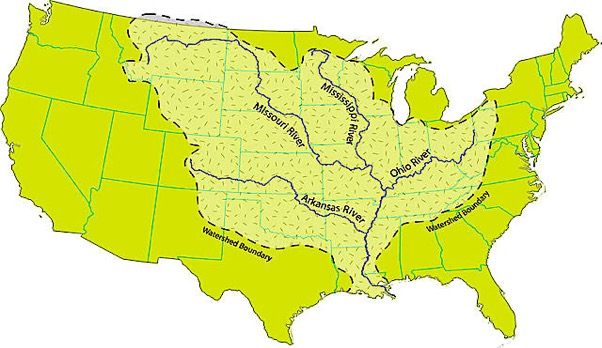 Mississippi River
Missouri River
Ohio River
Arkansas River
Watershed Boundary
Watershed Boundary